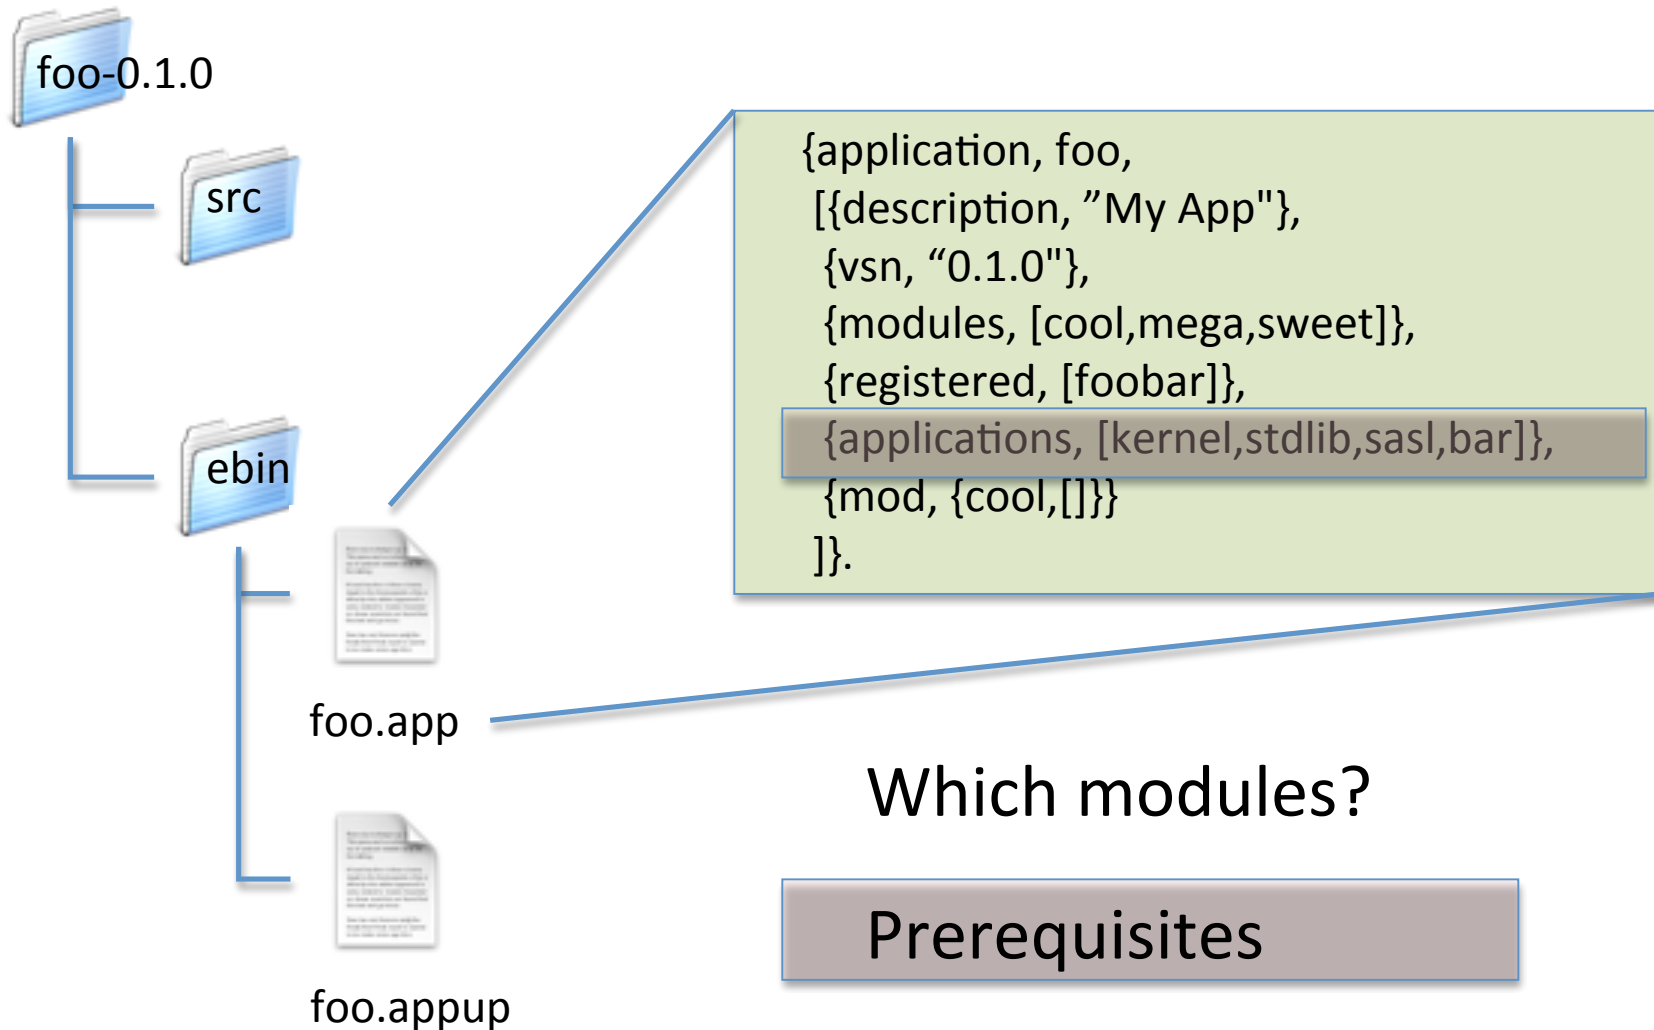 foo-0.1.0
src
ebin
foo.app
foo.appup
{application, foo,
[{description, ”My App"},
{vsn, “0.1.0"},
{modules, [cool,mega,sweet]},
{registered, [foobar]},
{applications, [kernel,stdlib,sasl,bar]},
{mod, {cool,[]}}
]}.
Which modules?
Prerequisites